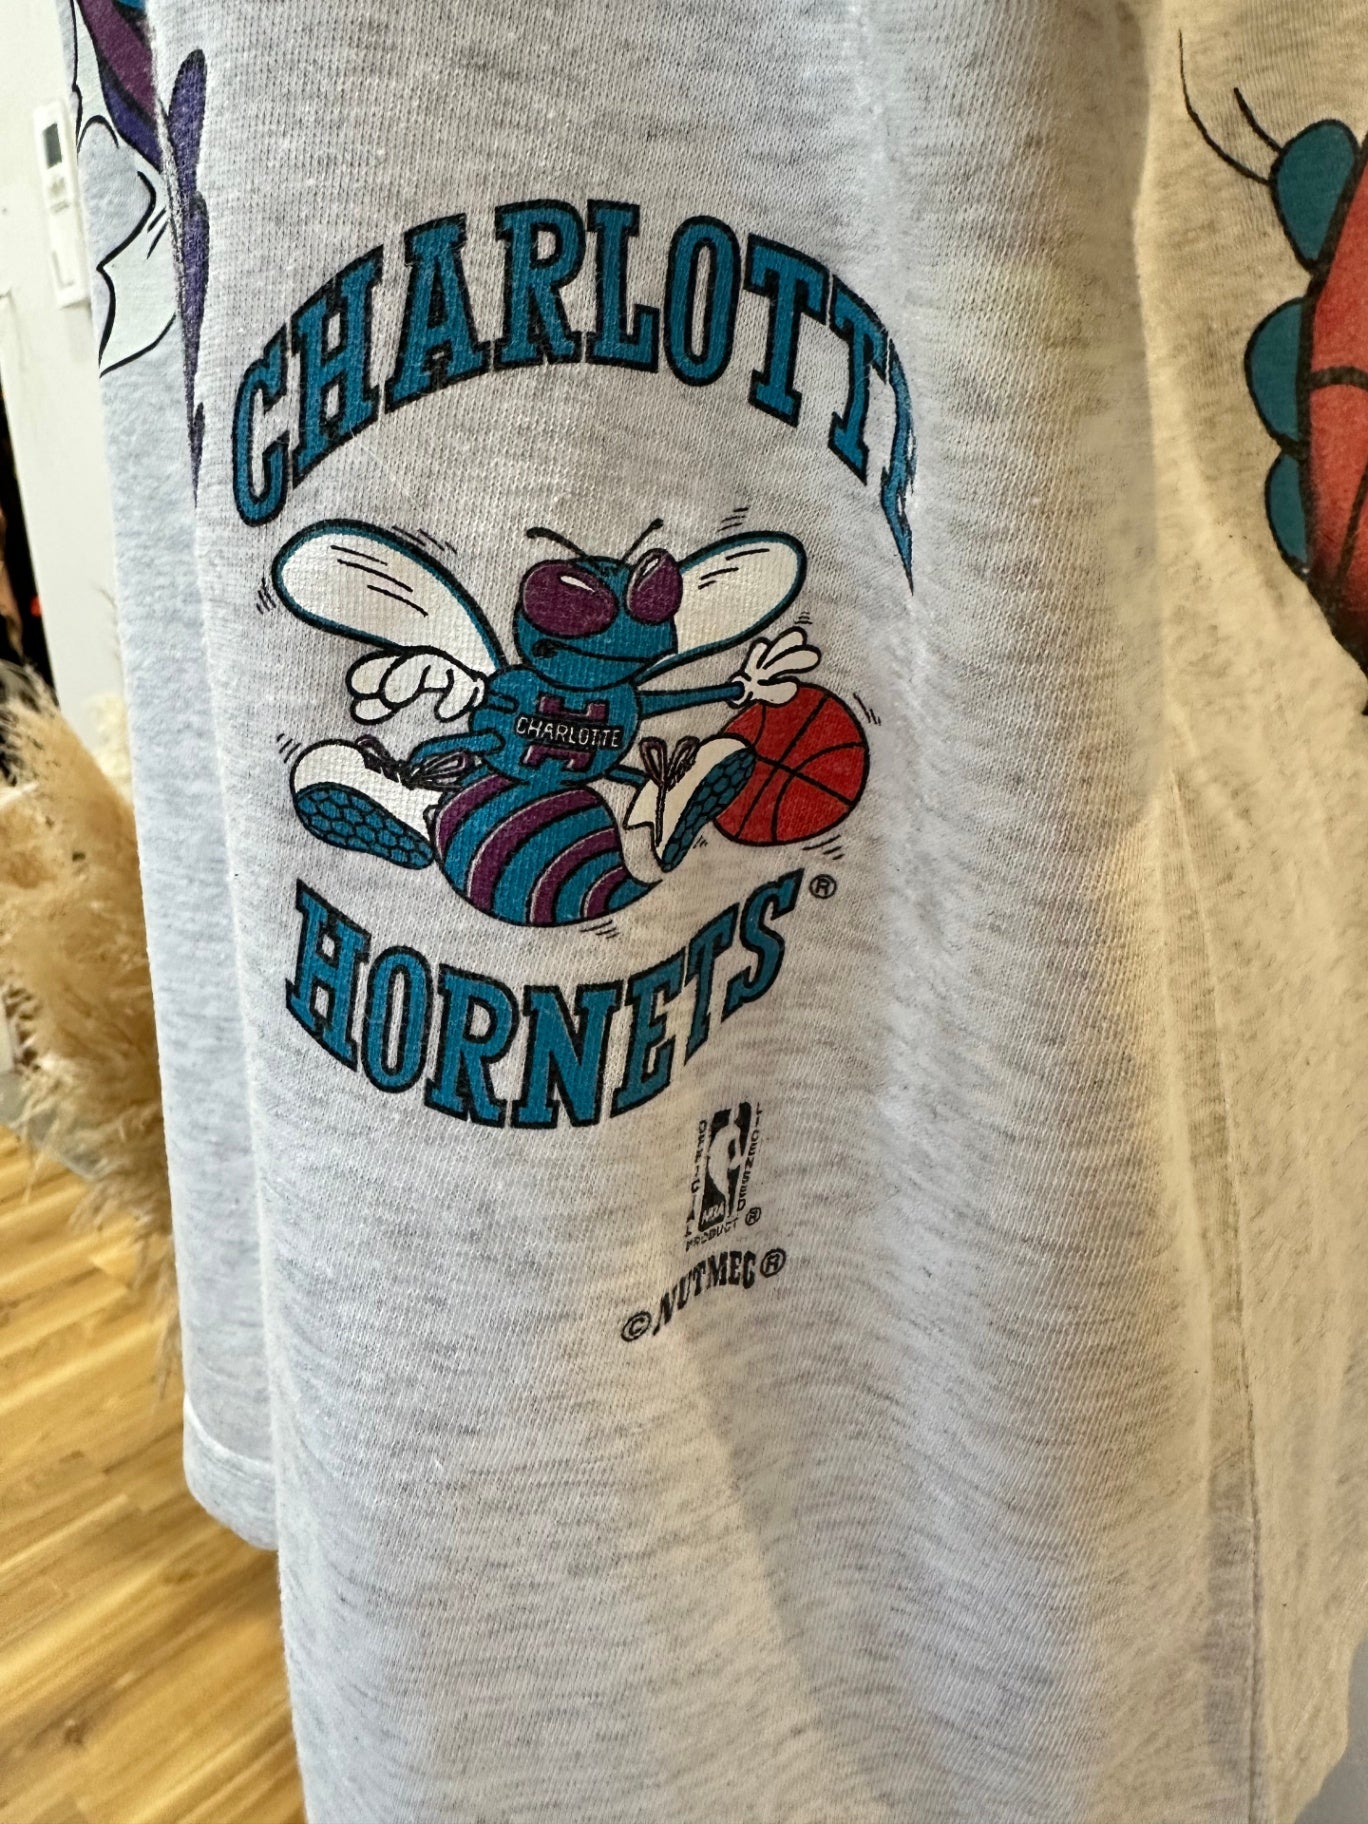 CHARLOTTE
CHARLOTTE
HORNETS®
OFFICIAL LICENSED
NBA
PRODUCT ®
© NUTMEG ®